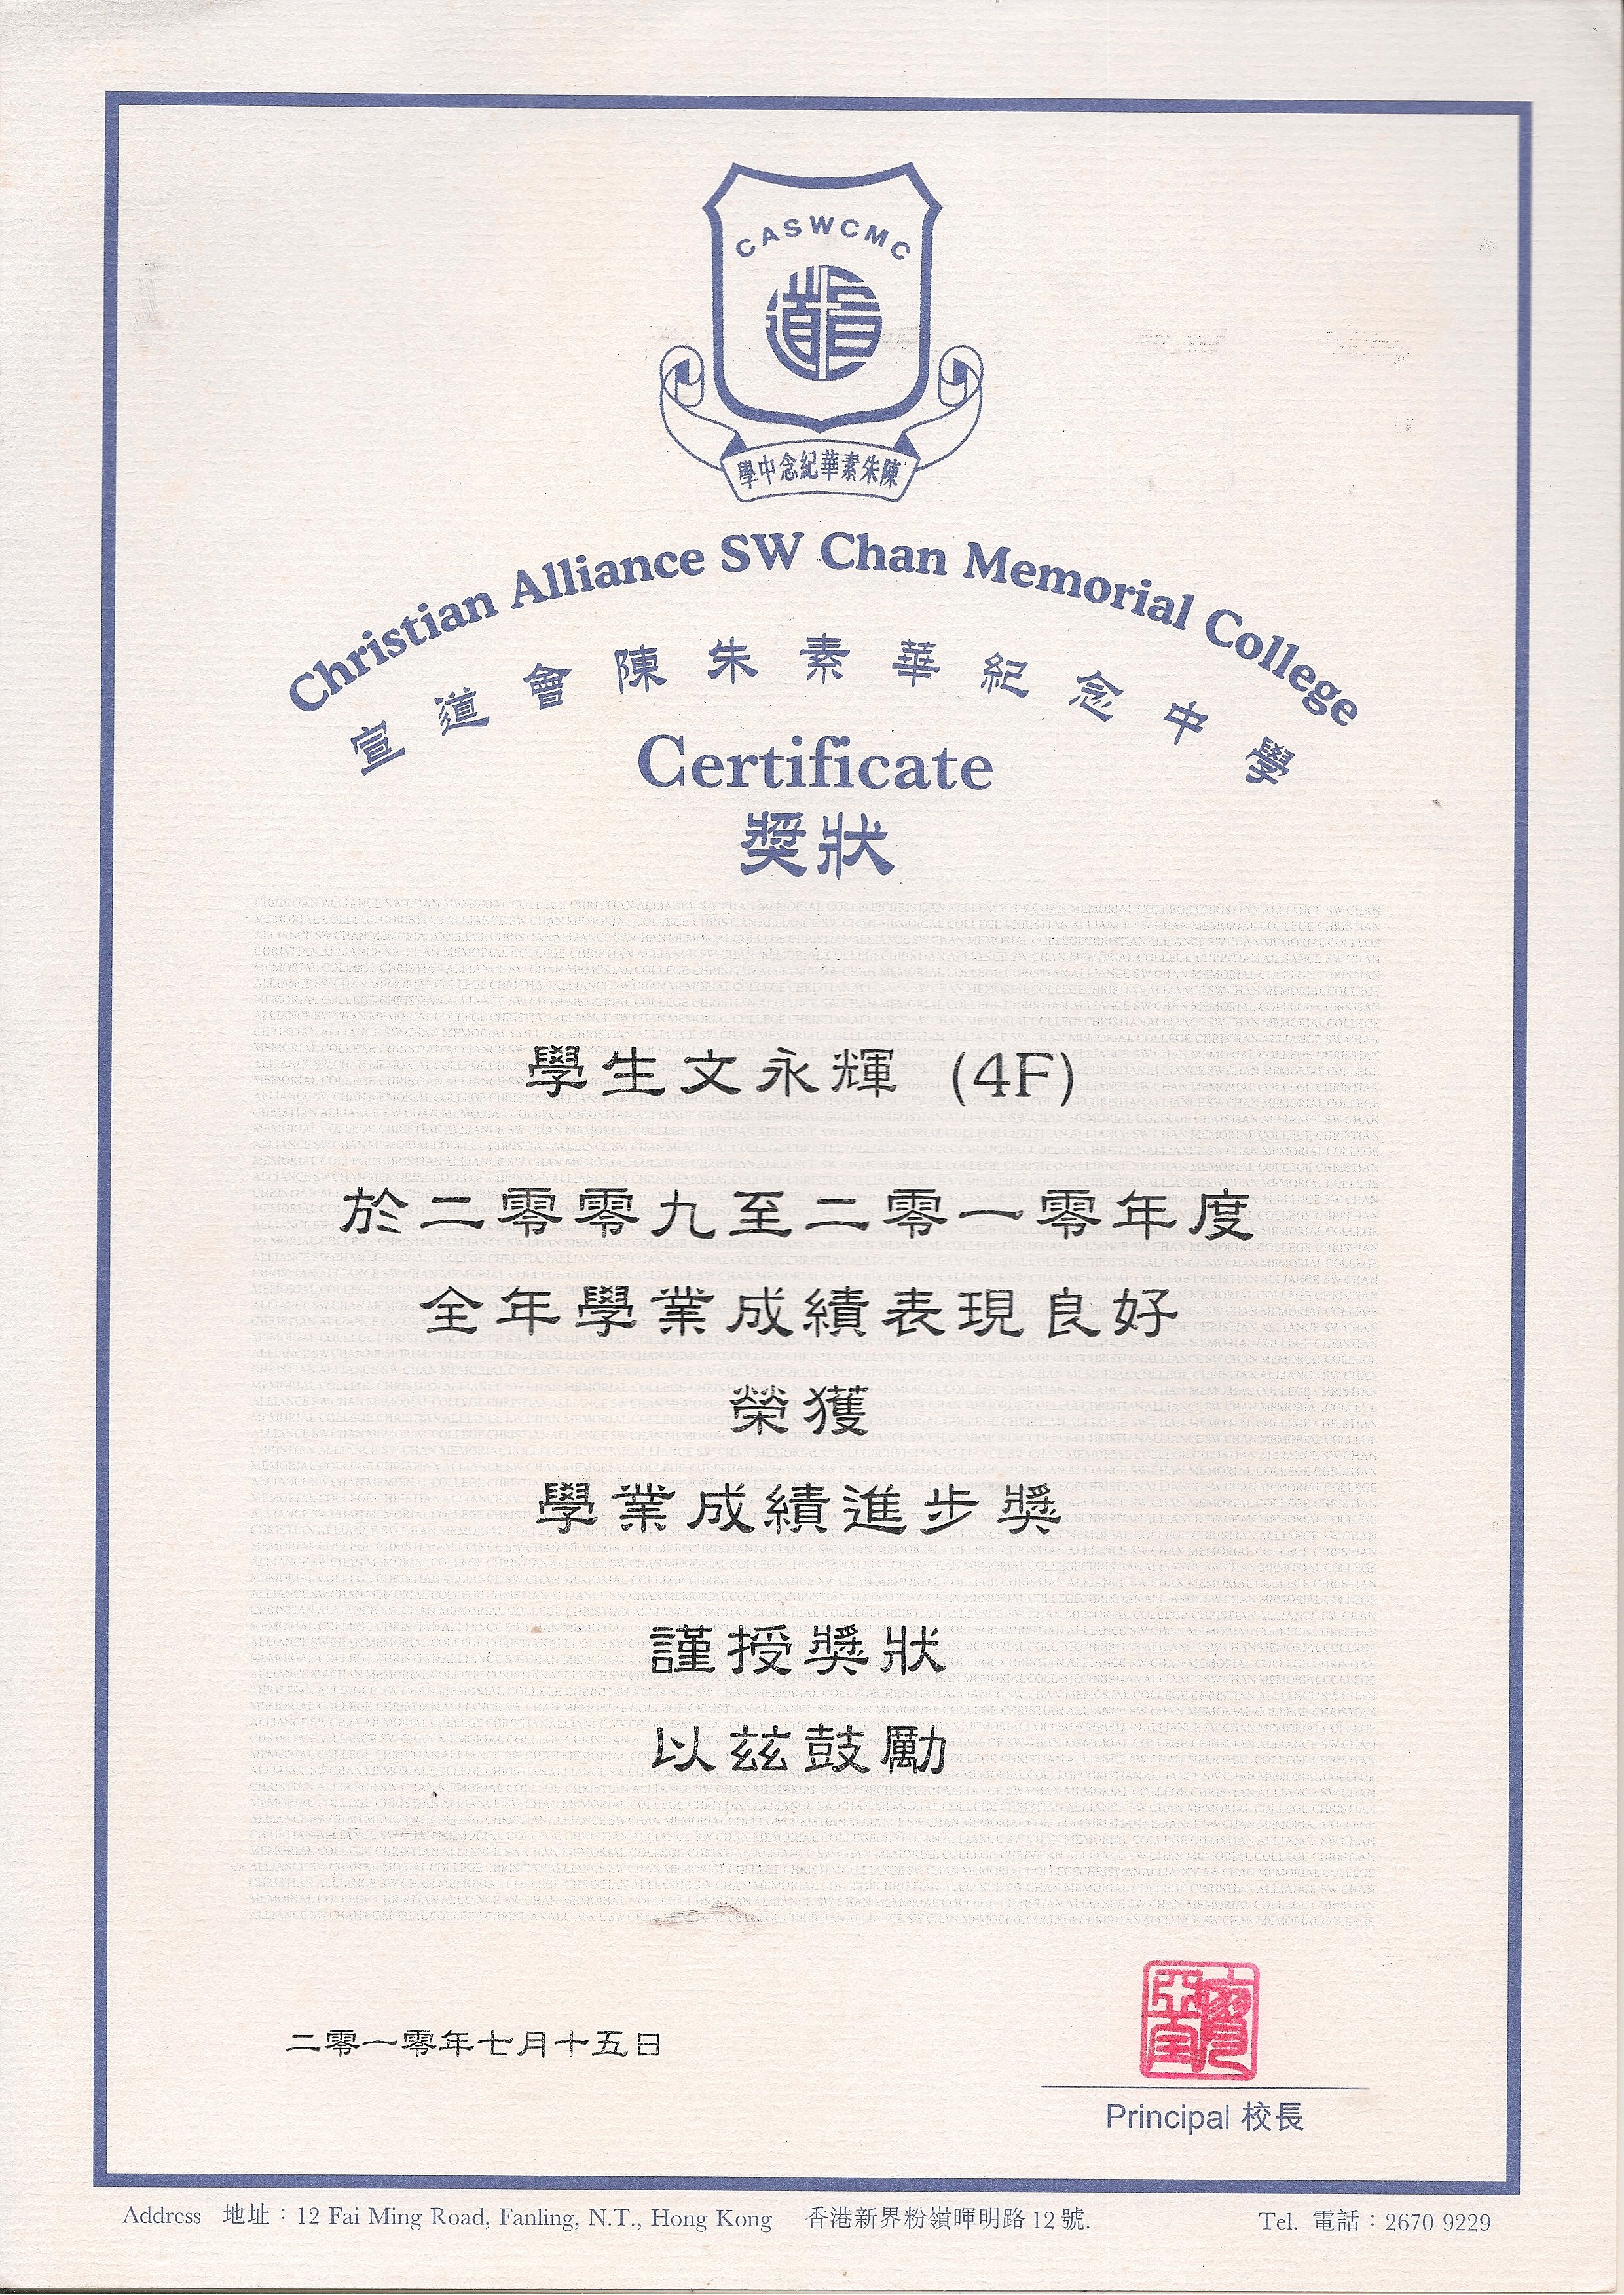 CASWCMC
宣道
學中念紀華素朱陳
Christian Alliance SW Chan Memorial College
宣道會陳朱素華紀念中學
Certificate
獎狀
學生文永輝 (4F)
於二零零九至二零一零年度
全年學業成績表現良好
榮獲
學業成績進步獎
謹授獎狀
以茲鼓勵
二零一零年七月十五日
Principal 校長
Address 地址：12 Fai Ming Road, Fanling, N.T., Hong Kong 香港新界粉嶺暉明路 12 號. Tel. 電話：2670 9229